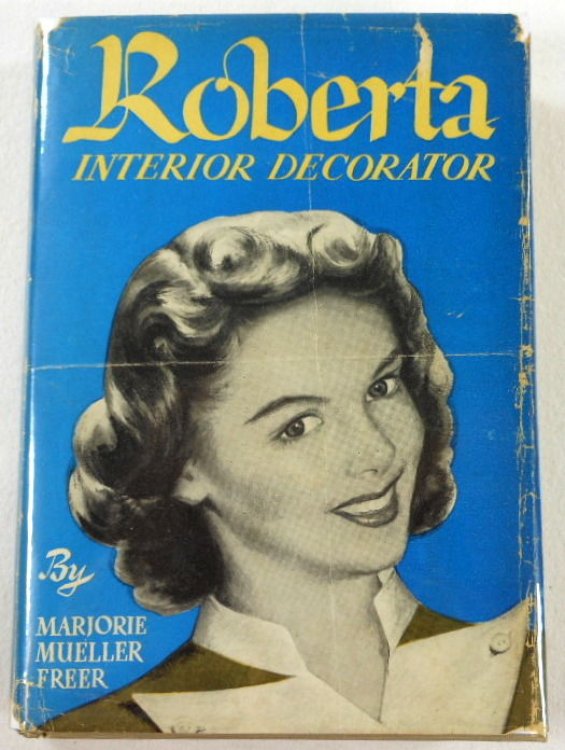 Roberta
INTERIOR DECORATOR
By
MARJORIE
MUELLER
FREER